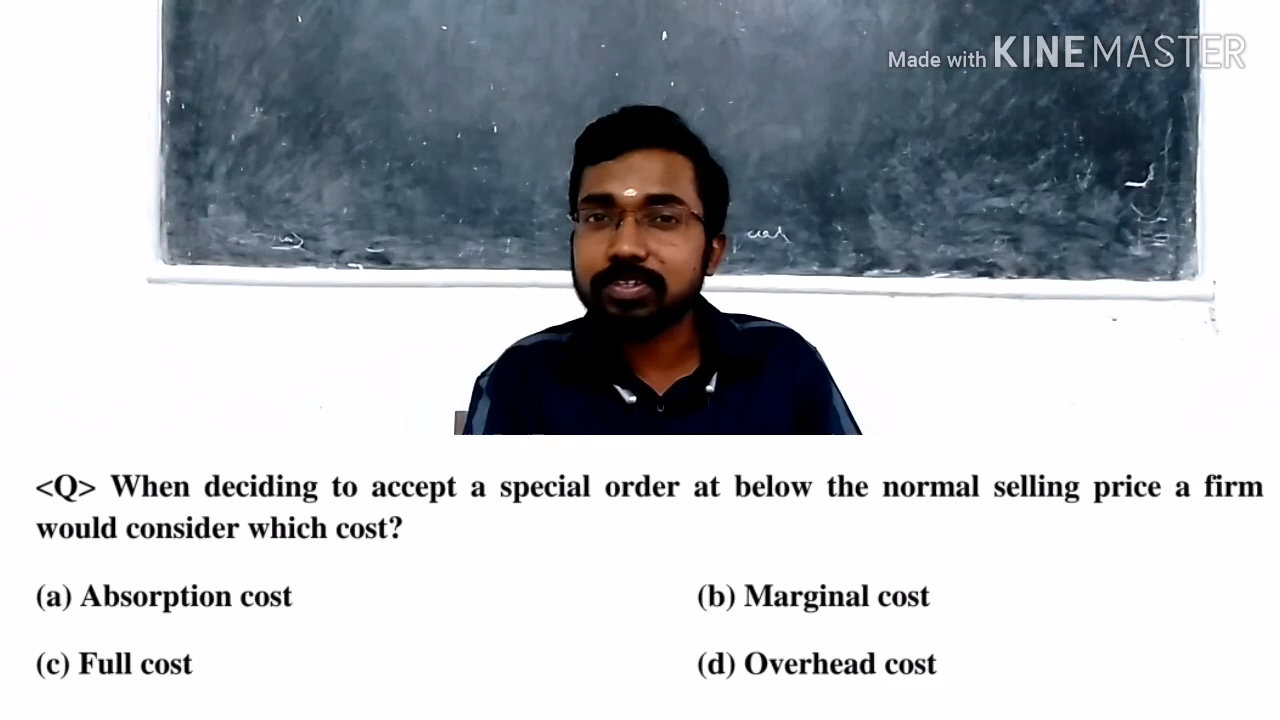 Made with KINEMASTER
<Q> When deciding to accept a special order at below the normal selling price a firm
would consider which cost?
(a) Absorption cost
(b) Marginal cost
(c) Full cost
(d) Overhead cost